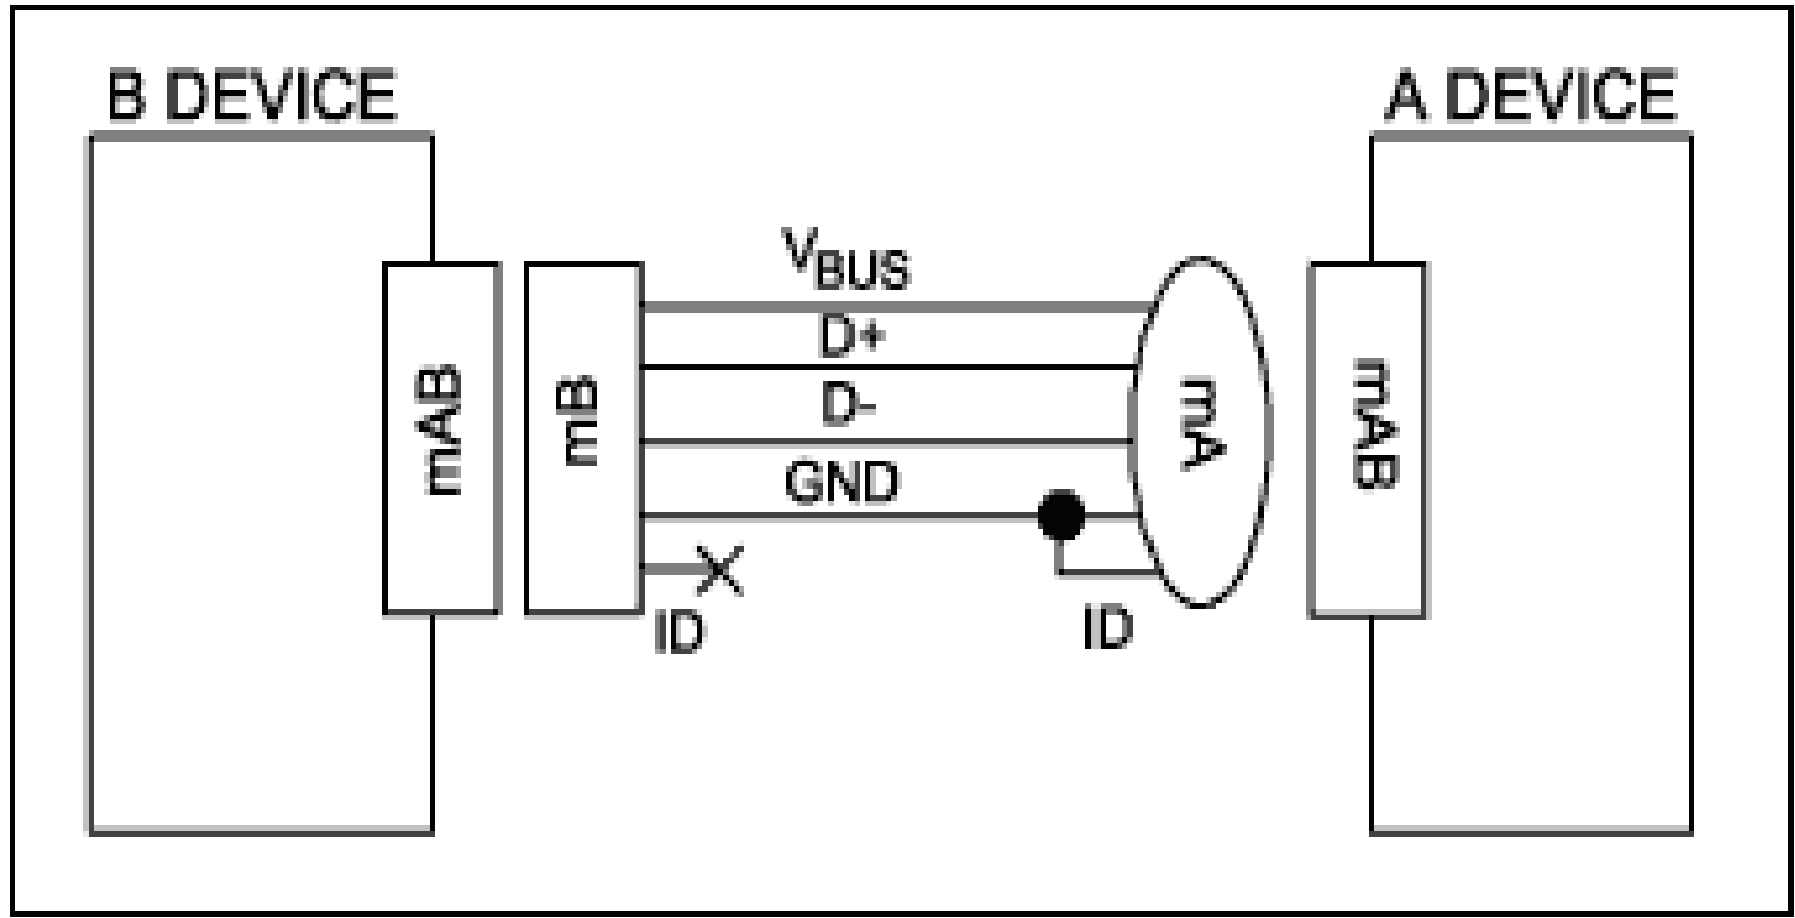 B DEVICE
A DEVICE
VBUS
D+
D-
GND
ID
ID
mAB
mB
mA
mAB